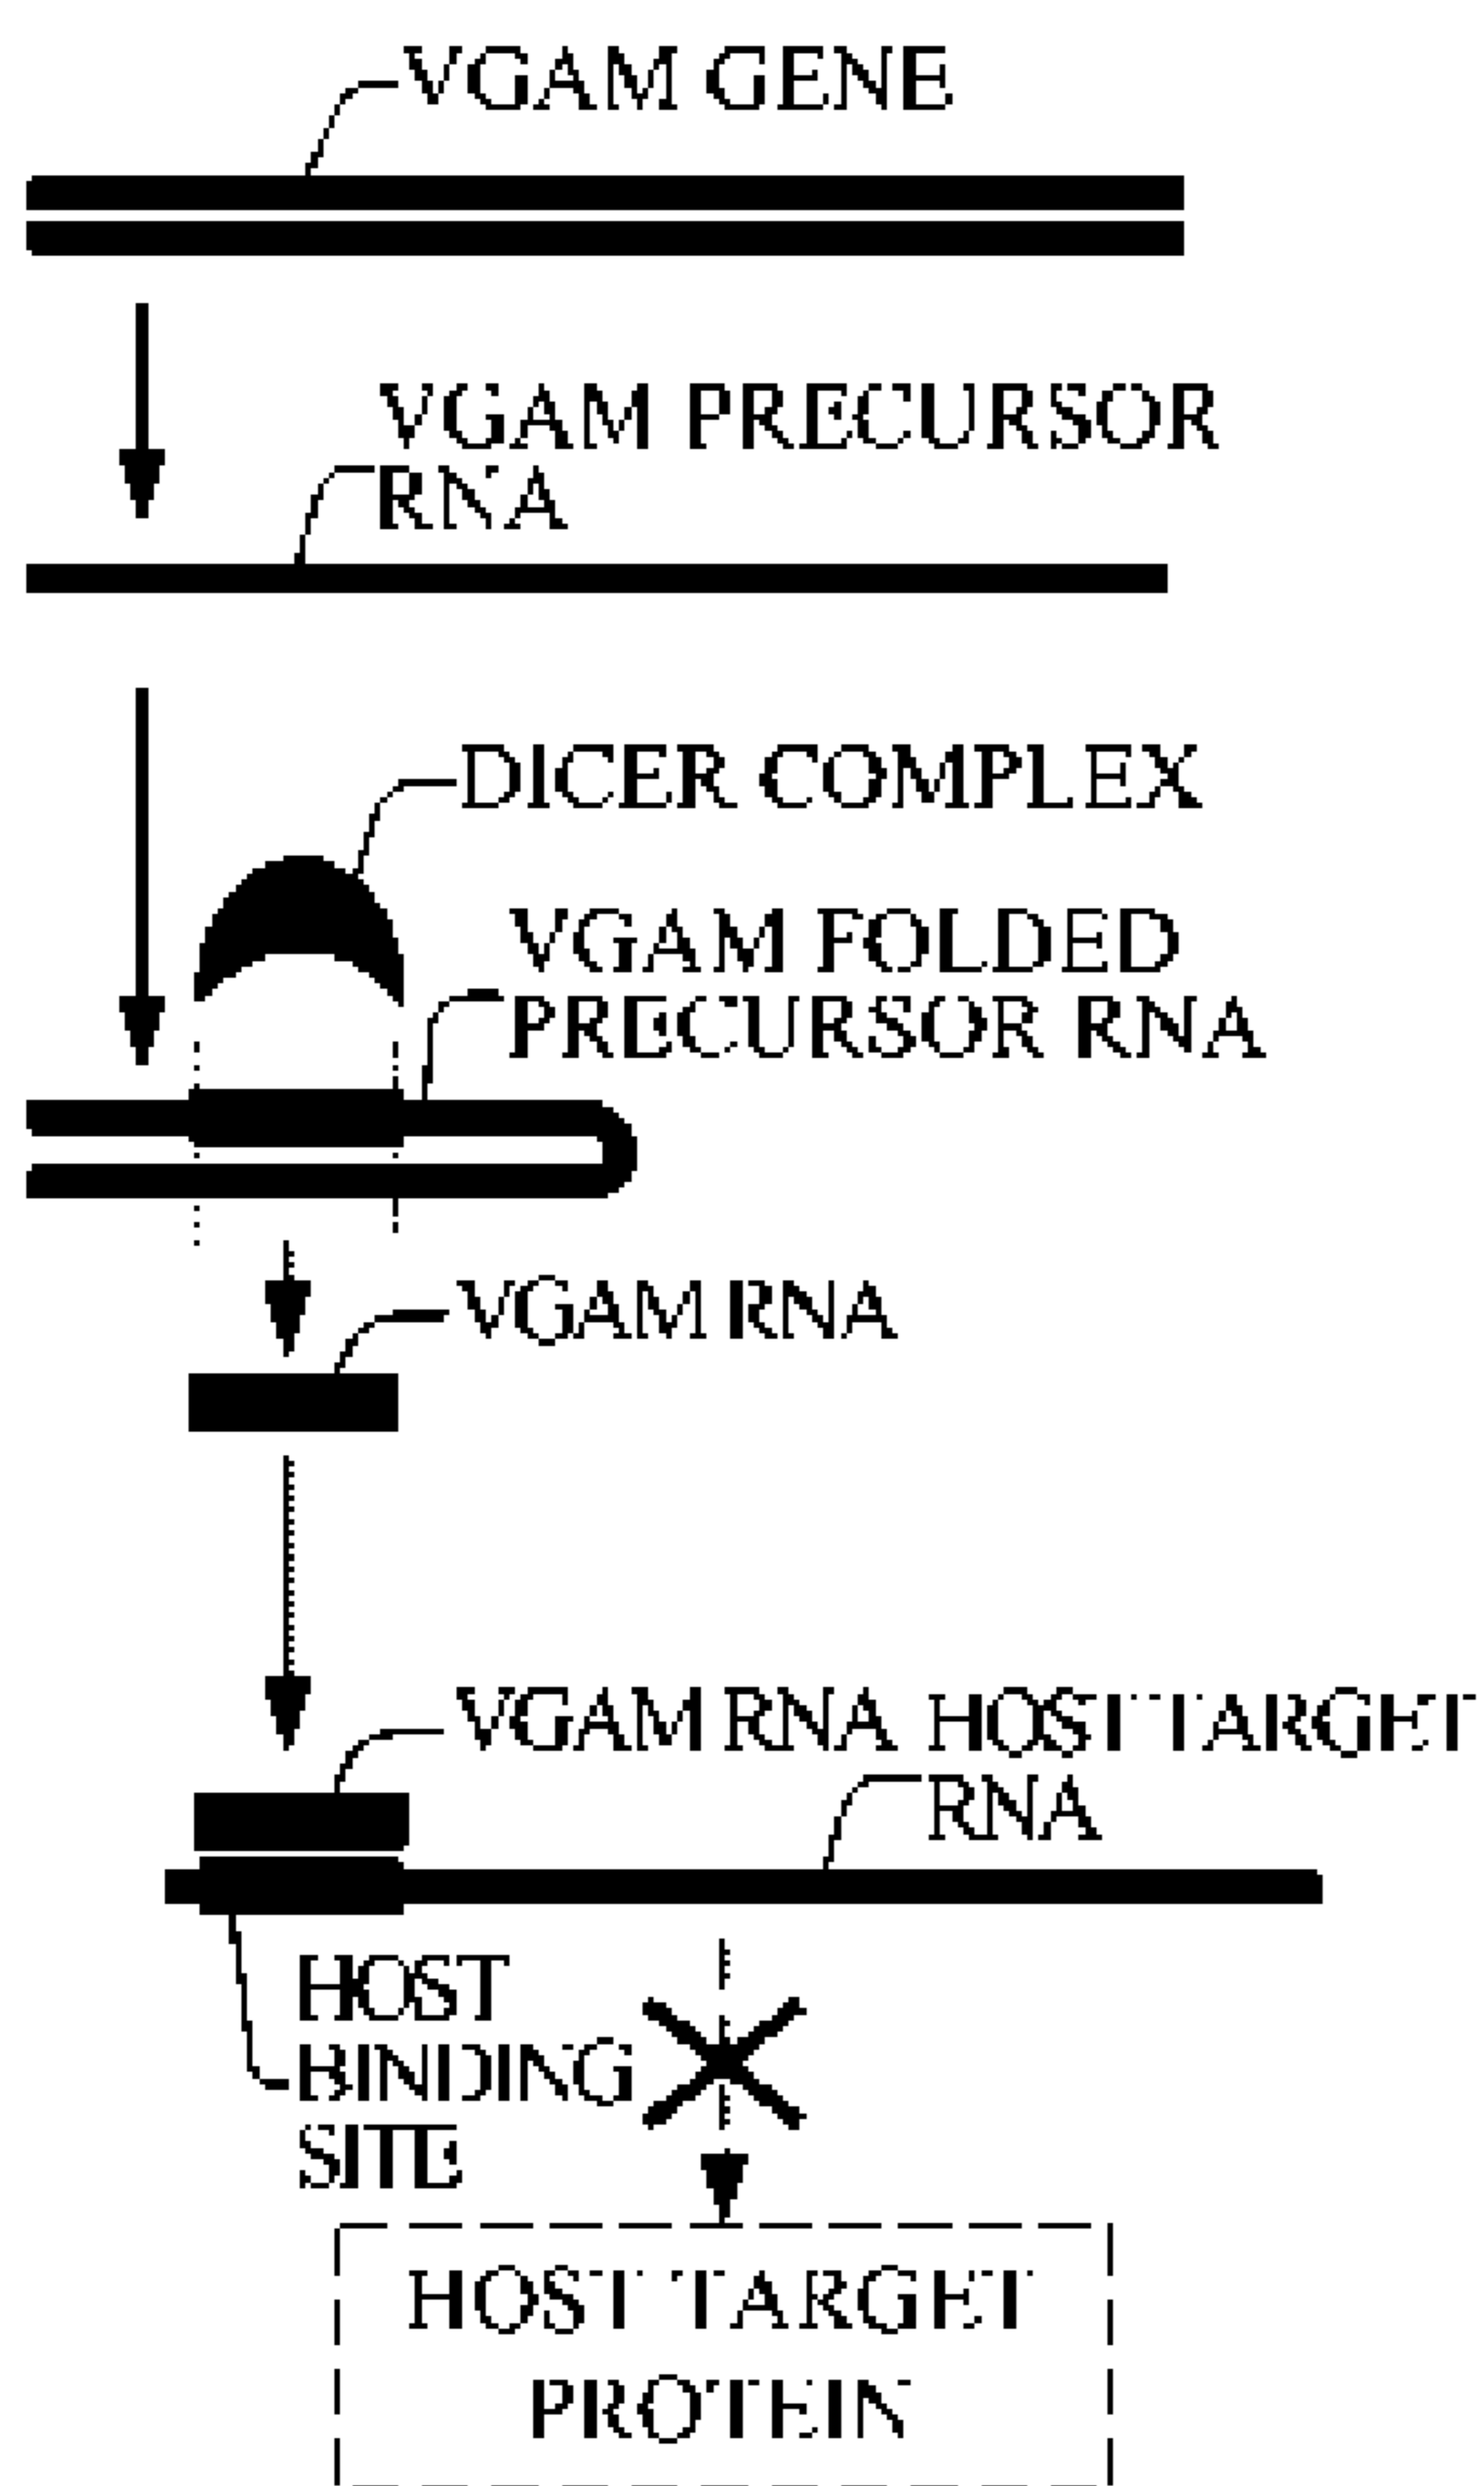 VGAM GENE
VGAM PRECURSOR
RNA
DICER COMPLEX
VGAM FOLDED
PRECURSOR RNA
VGAM RNA
VGAM RNA HOST TARGET
RNA
HOST
BINDING
SITE
HOST TARGET
PROTEIN